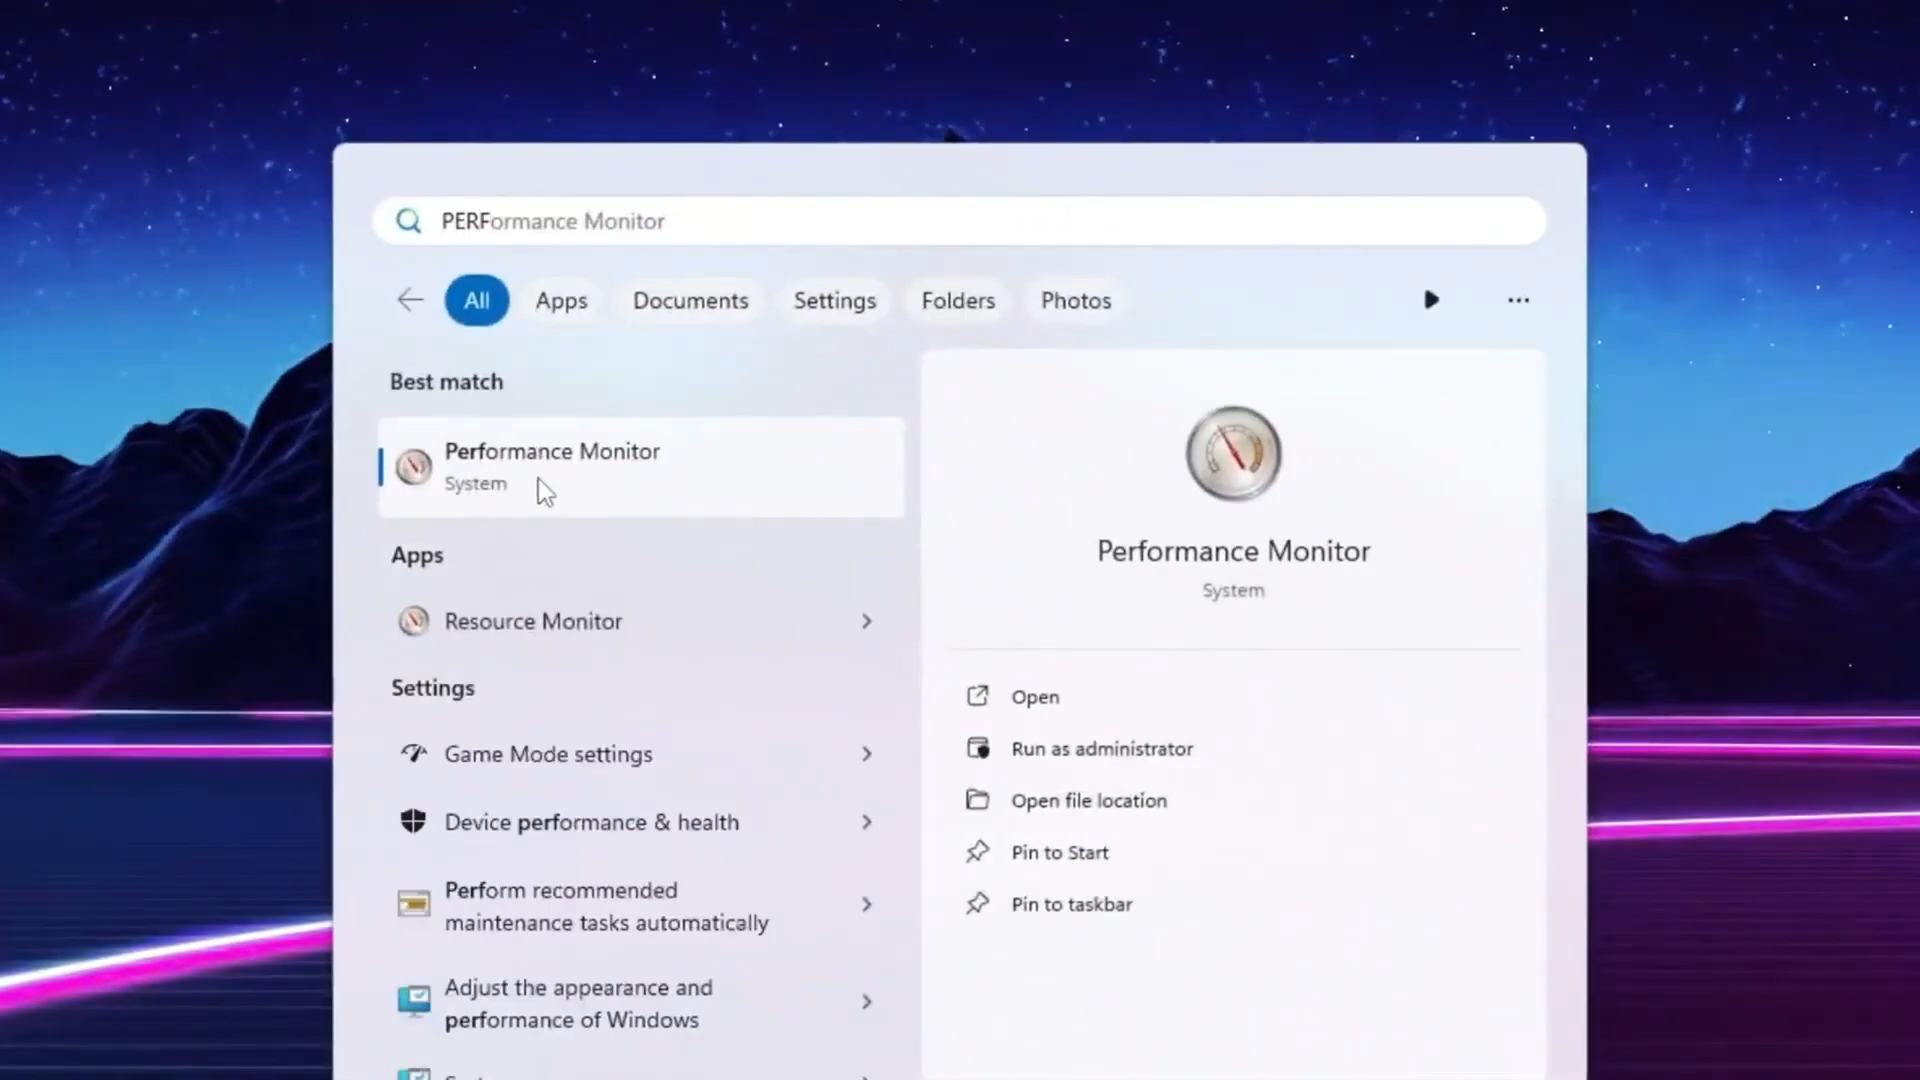 PERFormance Monitor
All Apps Documents Settings Folders Photos
Best match
Performance Monitor
System
Apps
Resource Monitor
Settings
Game Mode settings
Device performance & health
Perform recommended
maintenance tasks automatically
Adjust the appearance and
performance of Windows
Performance Monitor
System
Open
Run as administrator
Open file location
Pin to Start
Pin to taskbar